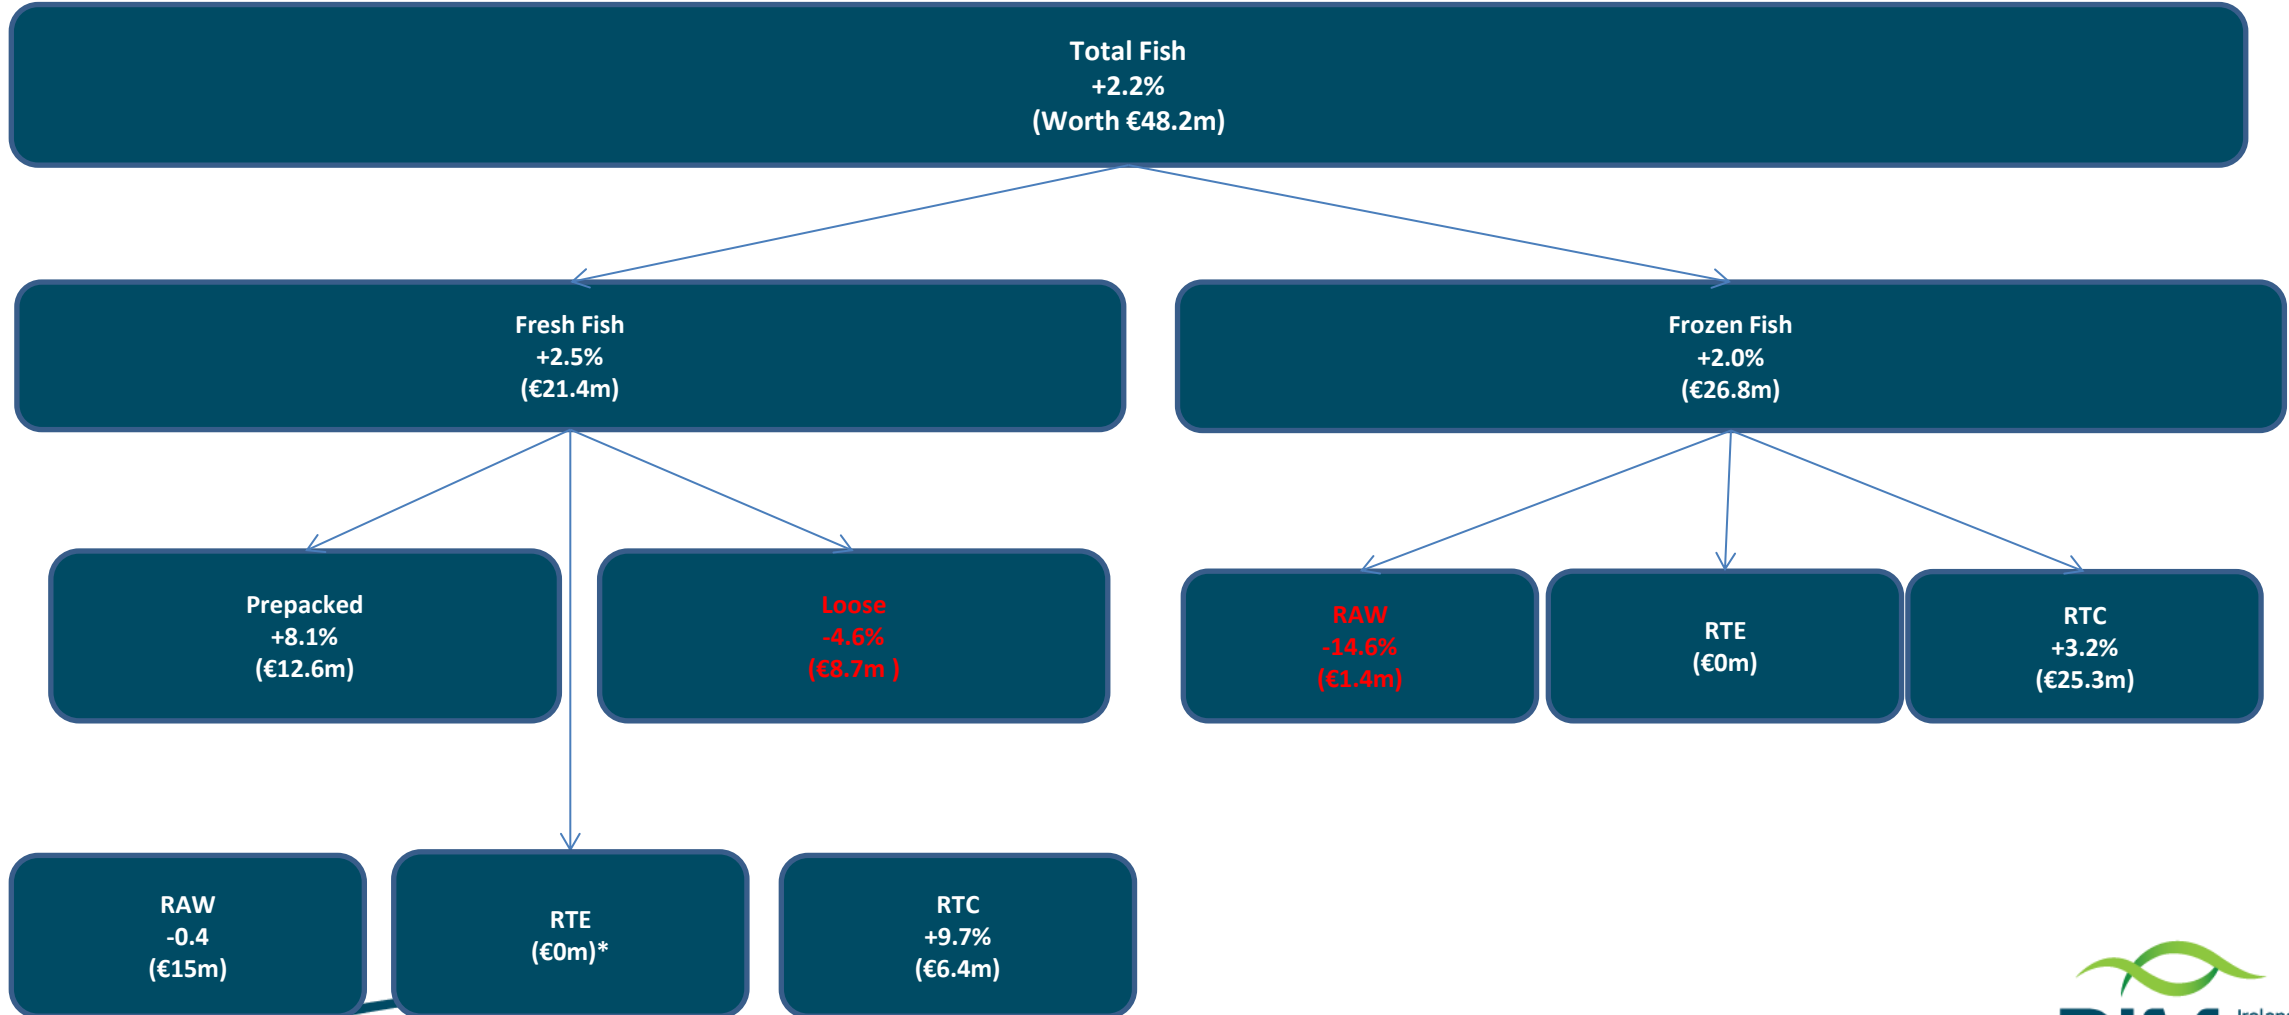 Total Fish
+2.2%
(Worth €48.2m)
Fresh Fish
+2.5%
(€21.4m)
Frozen Fish
+2.0%
(€26.8m)
Prepacked
+8.1%
(€12.6m)
Loose
-4.6%
(€8.7m )
RAW
-14.6%
(€1.4m)
RTE
(€0m)
RTC
+3.2%
(€25.3m)
RAW
-0.4
(€15m)
RTE
(€0m)*
RTC
+9.7%
(€6.4m)